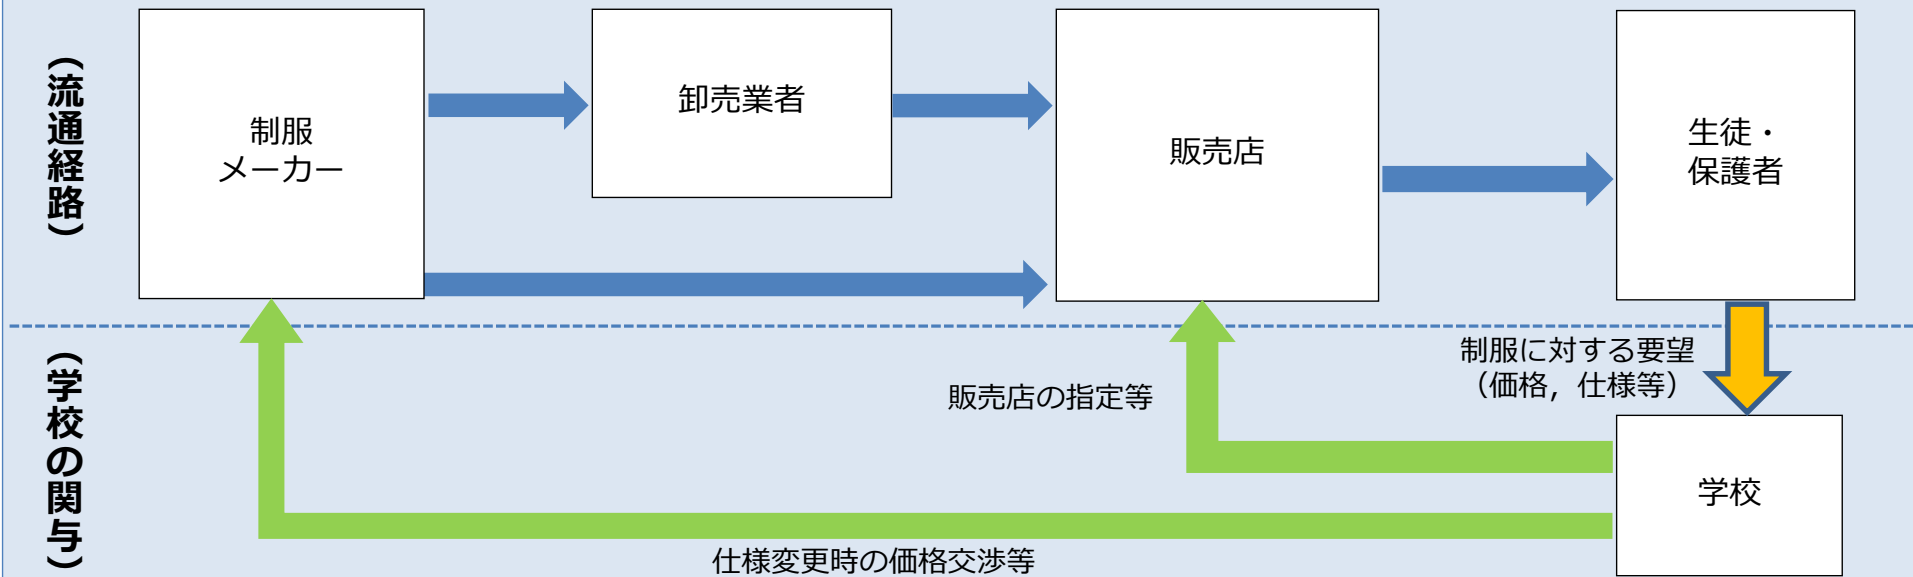 （流通経路）
制服
メーカー
卸売業者
販売店
生徒・
保護者
（学校の関与）
制服に対する要望
（価格，仕様等）
販売店の指定等
学校
仕様変更時の価格交渉等